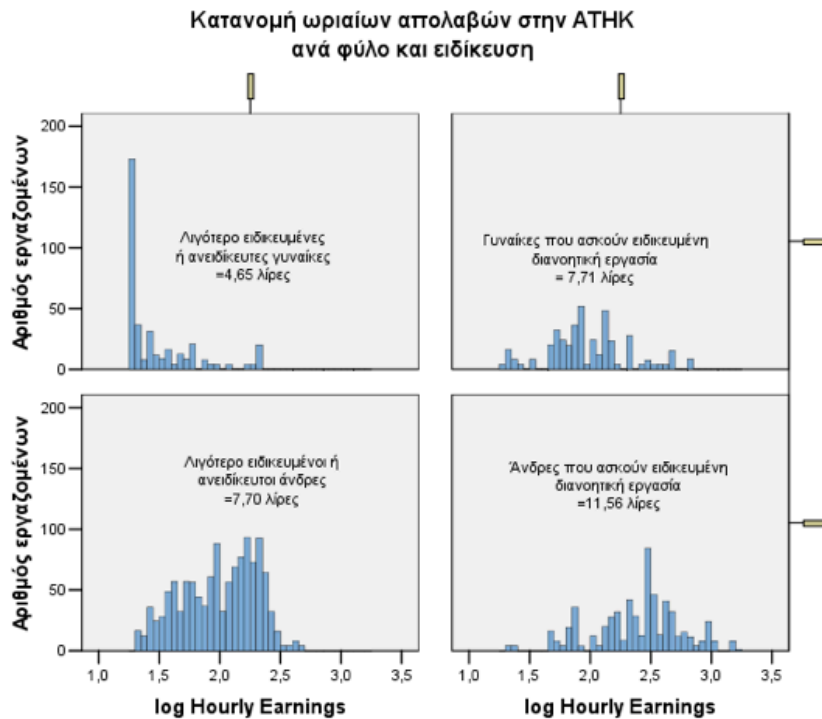 Κατανομή ωριαίων απολαβών στην ΑΤΗΚ
ανά φύλο και ειδίκευση
Αριθμός εργαζομένων
200
150
100
50
0
Λιγότερο ειδικευμένες
ή ανειδίκευτες γυναίκες
=4,65 λίρες
Γυναίκες που ασκούν ειδικευμένη
διανοητική εργασία
= 7,71 λίρες
Αριθμός εργαζομένων
200
150
100
50
0
Λιγότερο ειδικευμένοι ή
ανειδίκευτοι άνδρες
=7,70 λίρες
Άνδρες που ασκούν ειδικευμένη
διανοητική εργασία
=11,56 λίρες
1,0 1,5 2,0 2,5 3,0 3,5
1,0 1,5 2,0 2,5 3,0 3,5
log Hourly Earnings
log Hourly Earnings